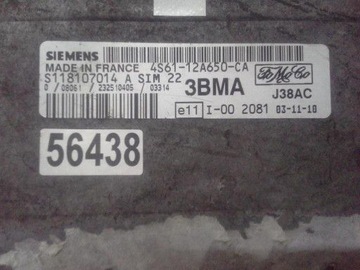 SIEMENS
MADE IN FRANCE 4S61-12A650-CA
S118107014 A SIM 22
0 / 08061 / 232510405 / 03314
3BMA
FoMoCo
J38AC
e11 I-00 2081 03-11-10
56438